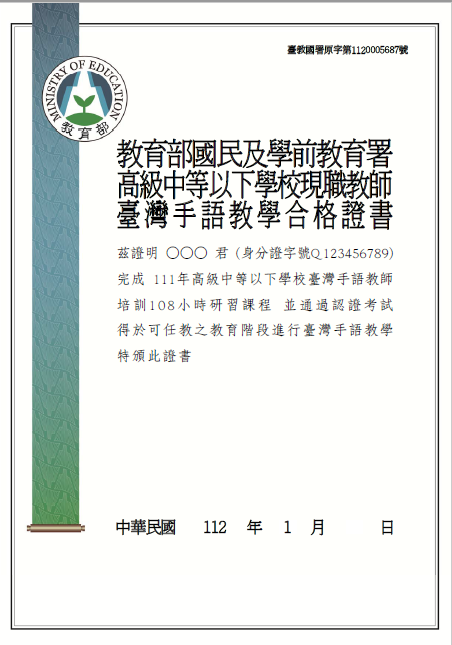 臺教國署原字第1120005687號
MINISTRY OF EDUCATION
教育部
教育部國民及學前教育署
高級中等以下學校現職教師
臺灣手語教學合格證書
茲證明 〇〇〇 君 (身分證字號Q123456789)
完成 111年高級中等以下學校臺灣手語教師
培訓108小時研習課程 並通過認證考試
得於可任教之教育階段進行臺灣手語教學
特頒此證書
中華民國 112 年 1 月 日